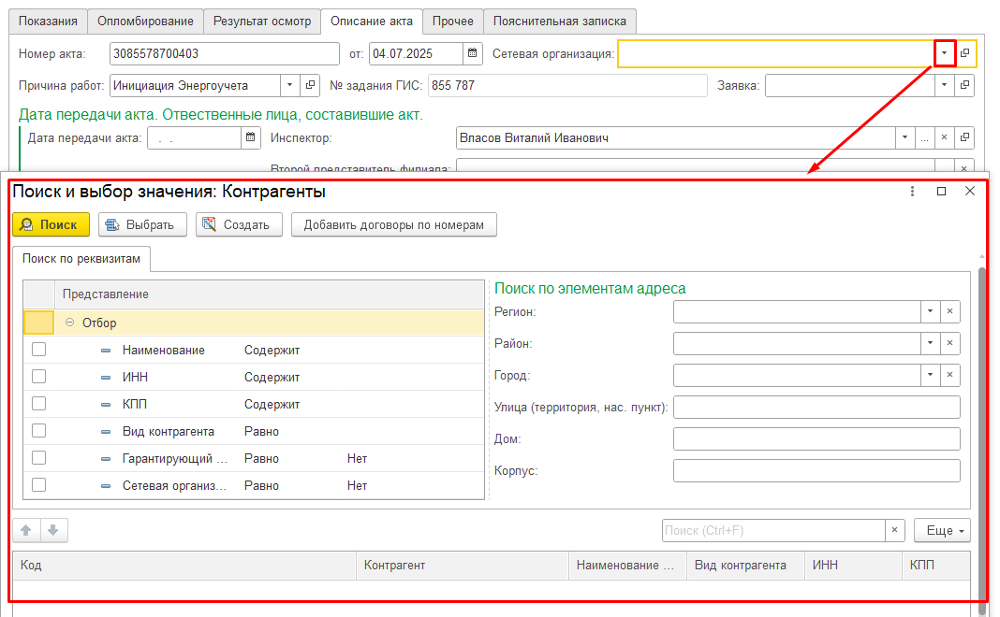 Показания Опломбирование Результат осмотр Описание акта Прочее Пояснительная записка
Номер акта: 3085578700403 от: 04.07.2025 Сетевая организация:
Причина работ: Инициация Энергоучета № задания ГИС: 855 787 Заявка:
Дата передачи акта. Отвественные лица, составившие акт.
Дата передачи акта: . . Инспектор: Власов Виталий Иванович ...
Второй представитель филиала:
Поиск и выбор значения: Контрагенты
Поиск Выбрать Создать Добавить договоры по номерам
Поиск по реквизитам
Представление
Отбор
Наименование Содержит
ИНН Содержит
КПП Содержит
Вид контрагента Равно
Гарантирующий ... Равно Нет
Сетевая организ... Равно Нет
Поиск по элементам адреса
Регион:
Район:
Город:
Улица (территория, нас. пункт):
Дом:
Корпус:
Поиск (Ctrl+F) × Еще
Код Контрагент Наименование ... Вид контрагента ИНН КПП